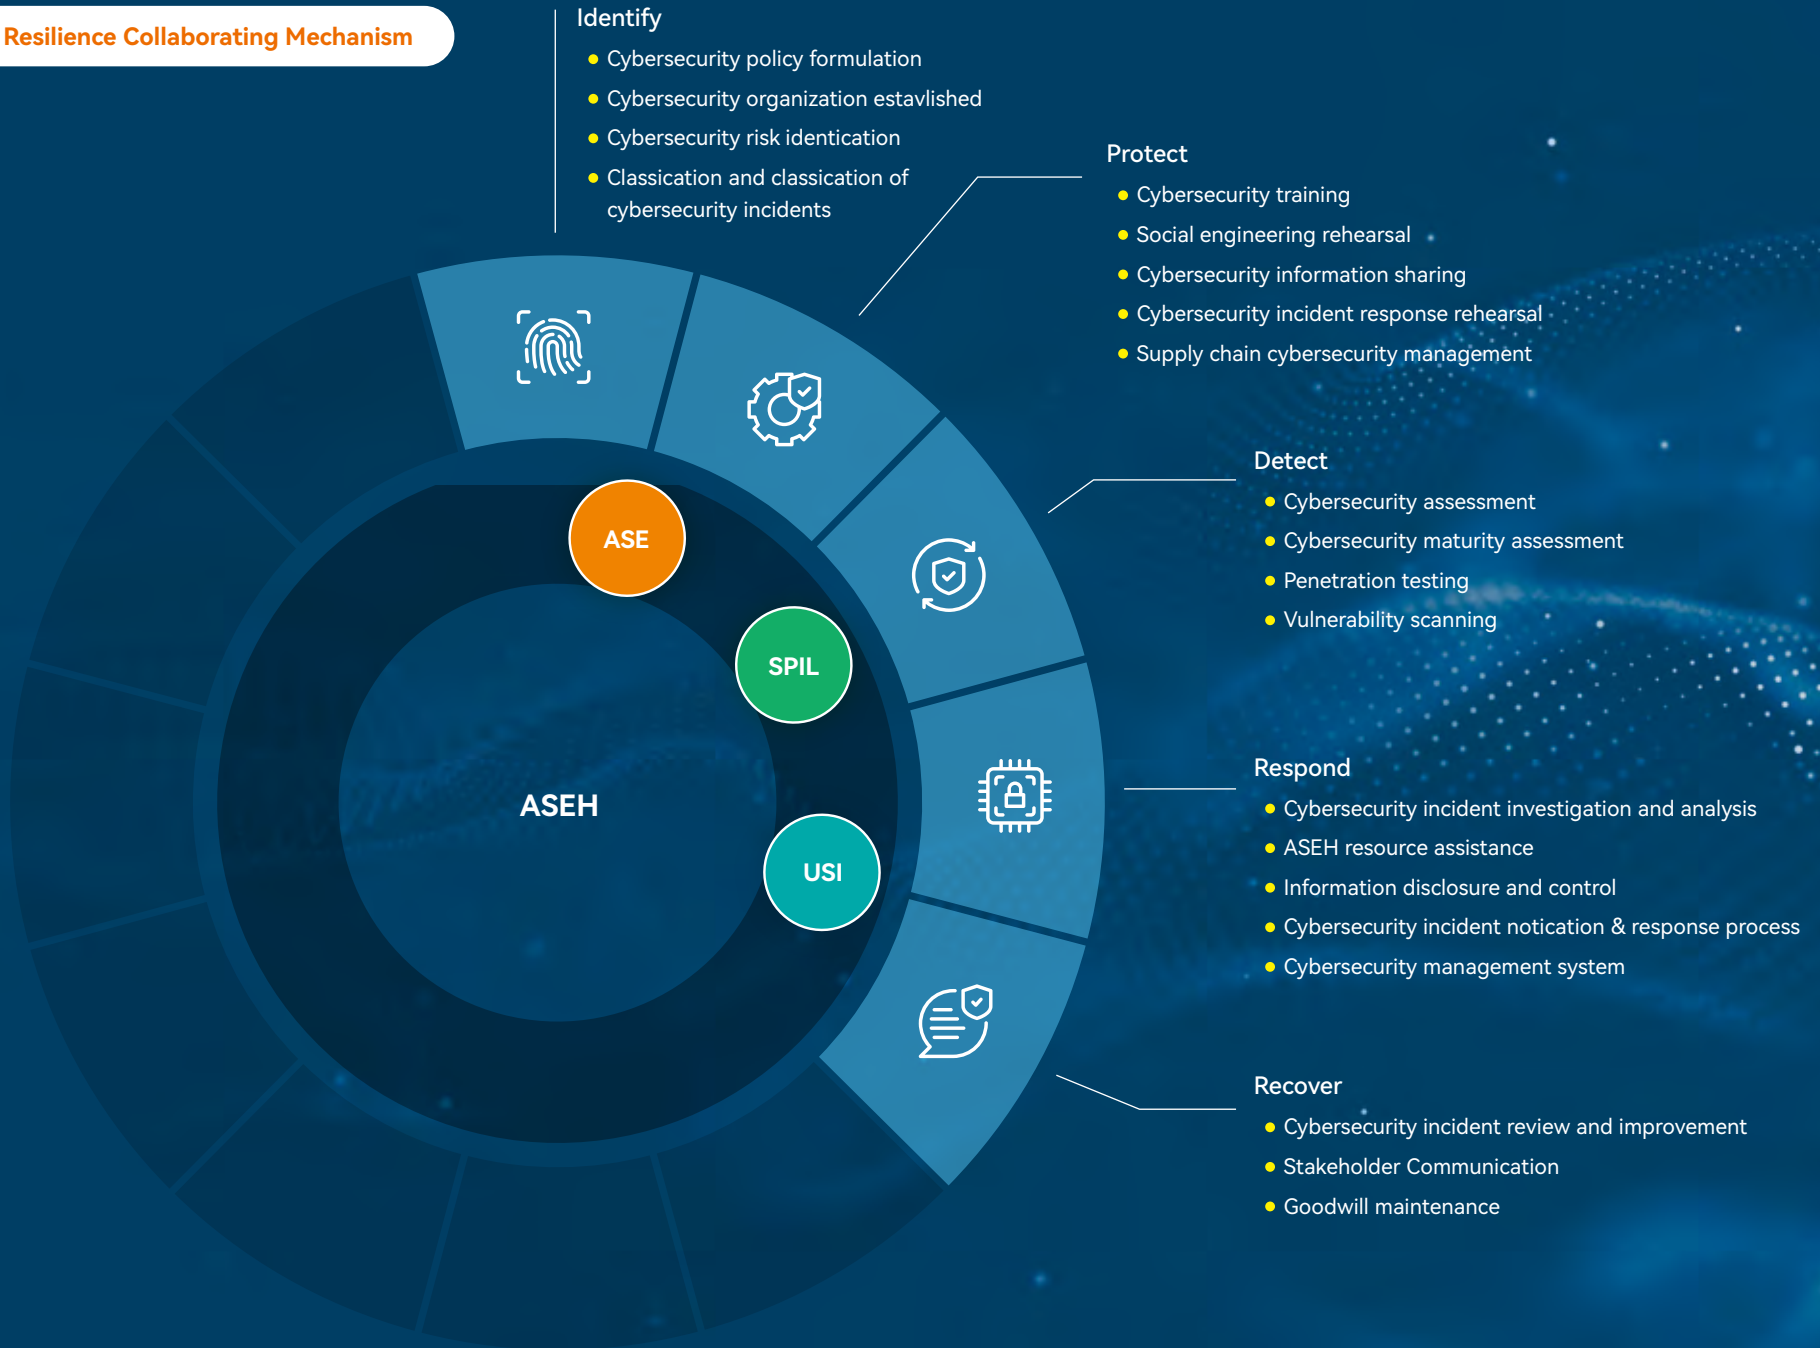 Resilience Collaborating Mechanism
Identify
Cybersecurity policy formulation
Cybersecurity organization estavlished
Cybersecurity risk identication
Classication and classication of
cybersecurity incidents
Protect
Cybersecurity training
Social engineering rehearsal
Cybersecurity information sharing
Cybersecurity incident response rehearsal
Supply chain cybersecurity management
Detect
Cybersecurity assessment
Cybersecurity maturity assessment
Penetration testing
Vulnerability scanning
Respond
Cybersecurity incident investigation and analysis
ASEH resource assistance
Information disclosure and control
Cybersecurity incident notication & response process
Cybersecurity management system
Recover
Cybersecurity incident review and improvement
Stakeholder Communication
Goodwill maintenance
ASE
SPIL
USI
ASEH